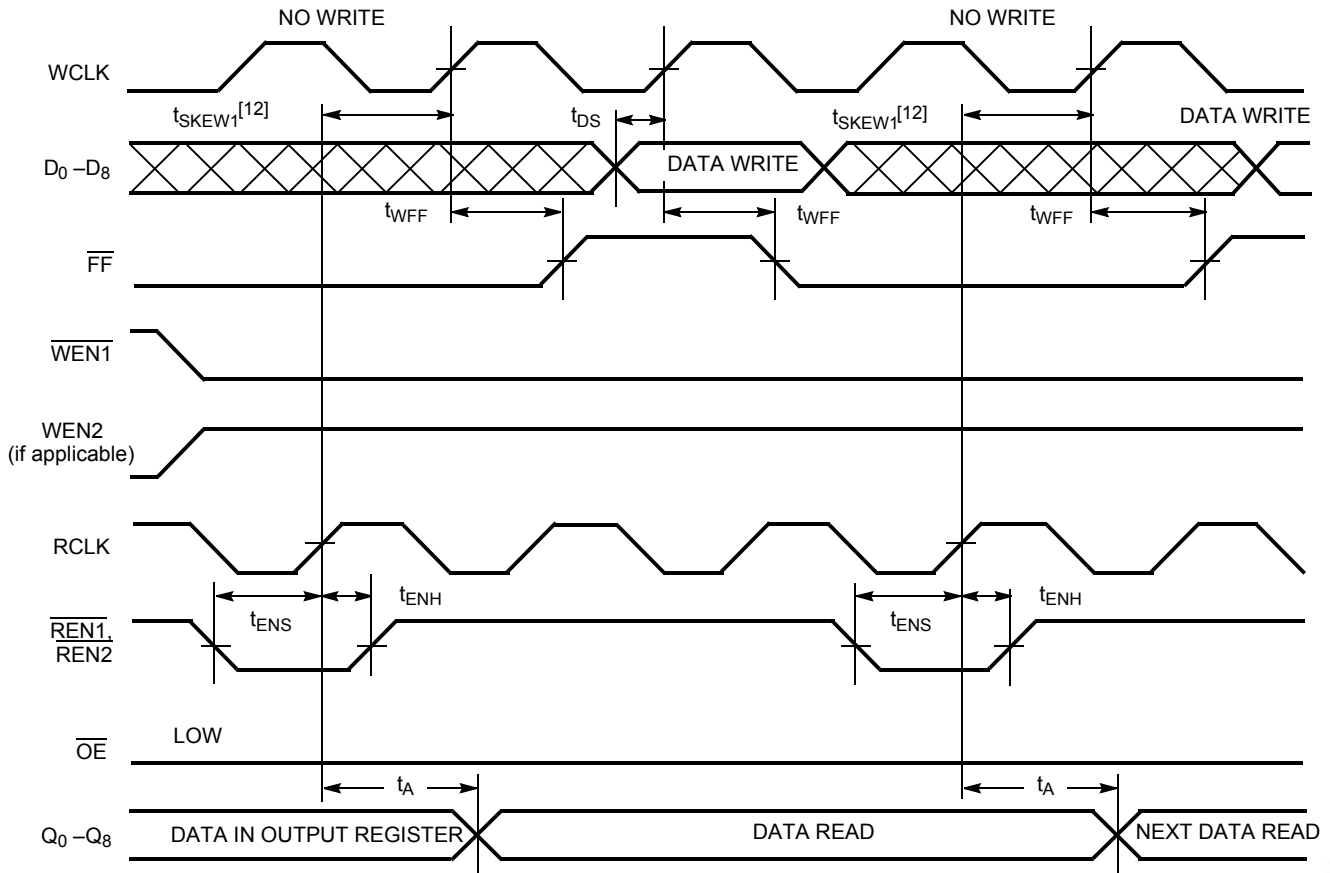 NO WRITE NO WRITE
WCLK
tSKEW1[12] tDS tSKEW1[12] DATA WRITE
D0 –D8 DATA WRITE
tWFF tWFF tWFF
FF
WEN1
WEN2
(if applicable)
RCLK
tENS tENH tENS tENH
REN1,
REN2
OE LOW
tA tA
Q0 –Q8 DATA IN OUTPUT REGISTER DATA READ NEXT DATA READ